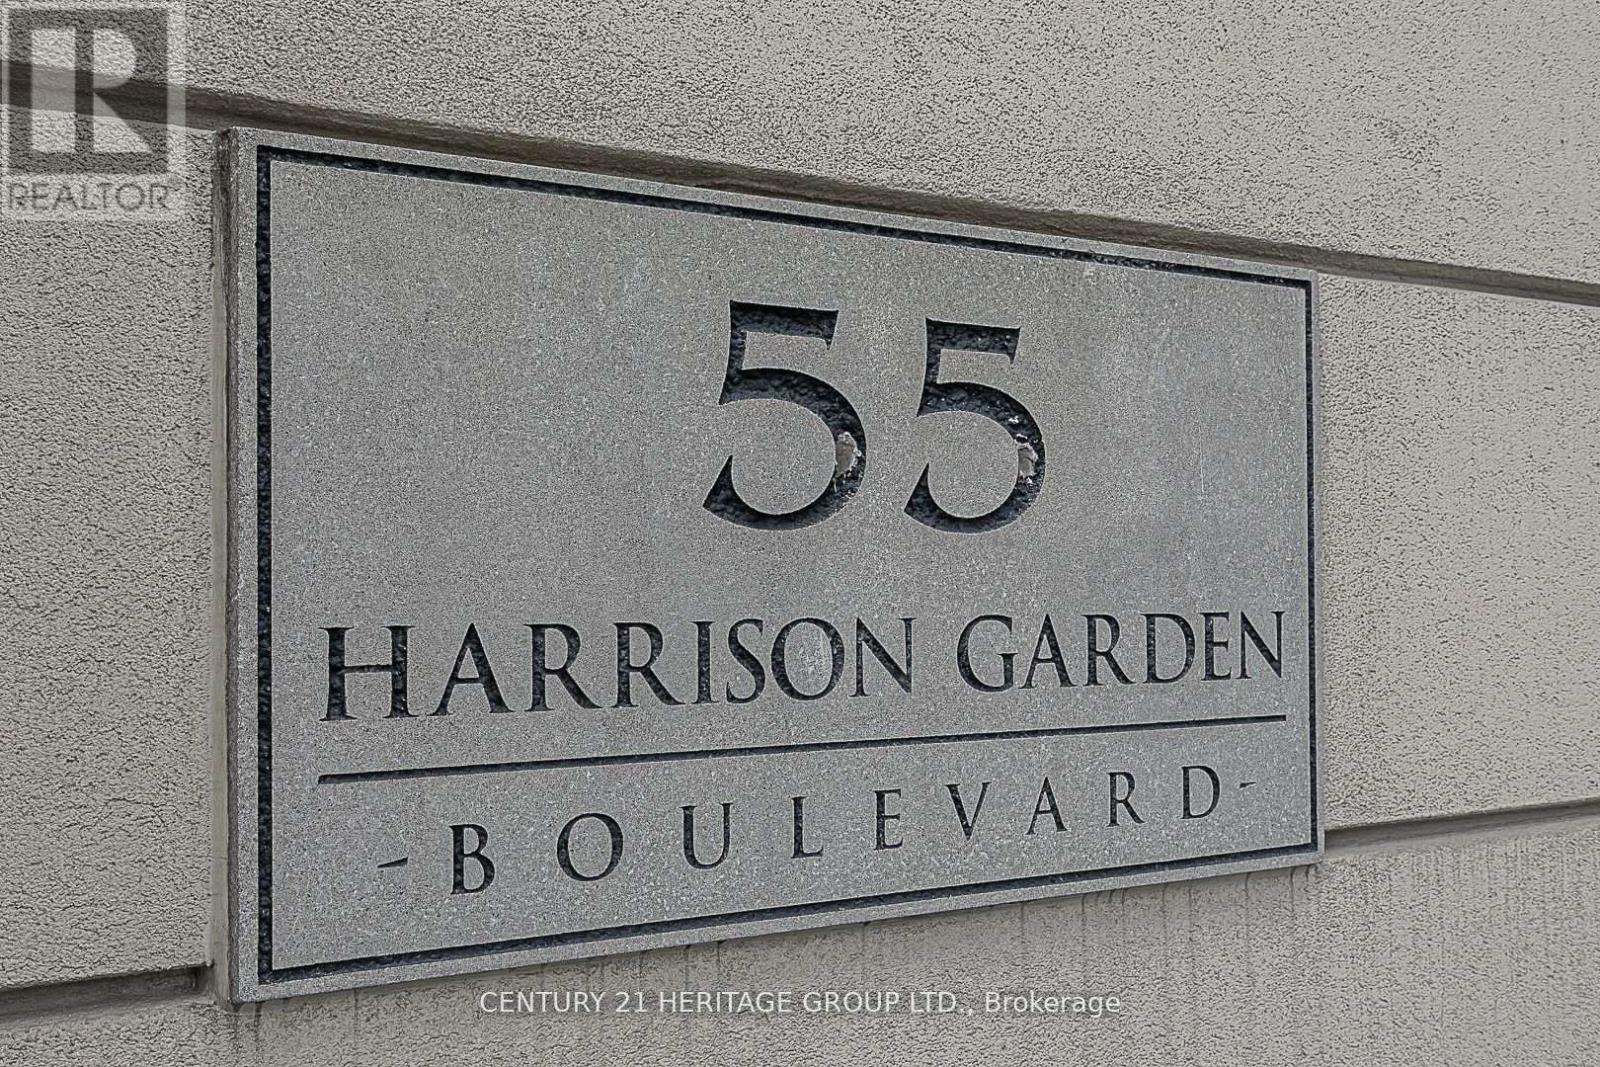 R
REALTOR
55
HARRISON GARDEN
-BOULEVARD-
CENTURY 21 HERITAGE GROUP LTD., Brokerage